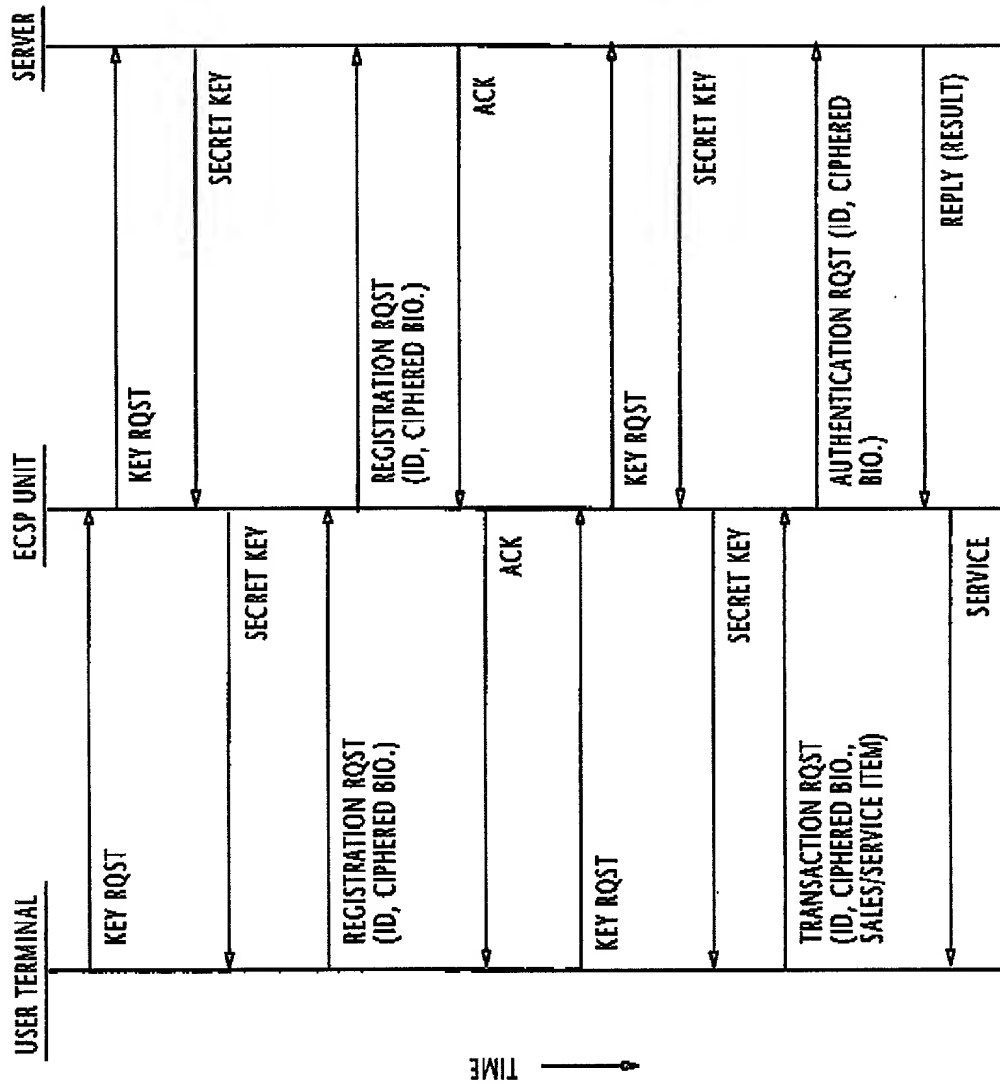 USER TERMINAL
ECSP UNIT
SERVER
TIME
KEY RQST
KEY RQST
SECRET KEY
SECRET KEY
REGISTRATION RQST
(ID, CIPHERED BIO.)
REGISTRATION RQST
(ID, CIPHERED BIO.)
ACK
ACK
KEY RQST
KEY RQST
SECRET KEY
SECRET KEY
TRANSACTION RQST
(ID, CIPHERED BIO.,
SALES/SERVICE ITEM)
AUTHENTICATION RQST (ID, CIPHERED
BIO.)
REPLY (RESULT)
SERVICE